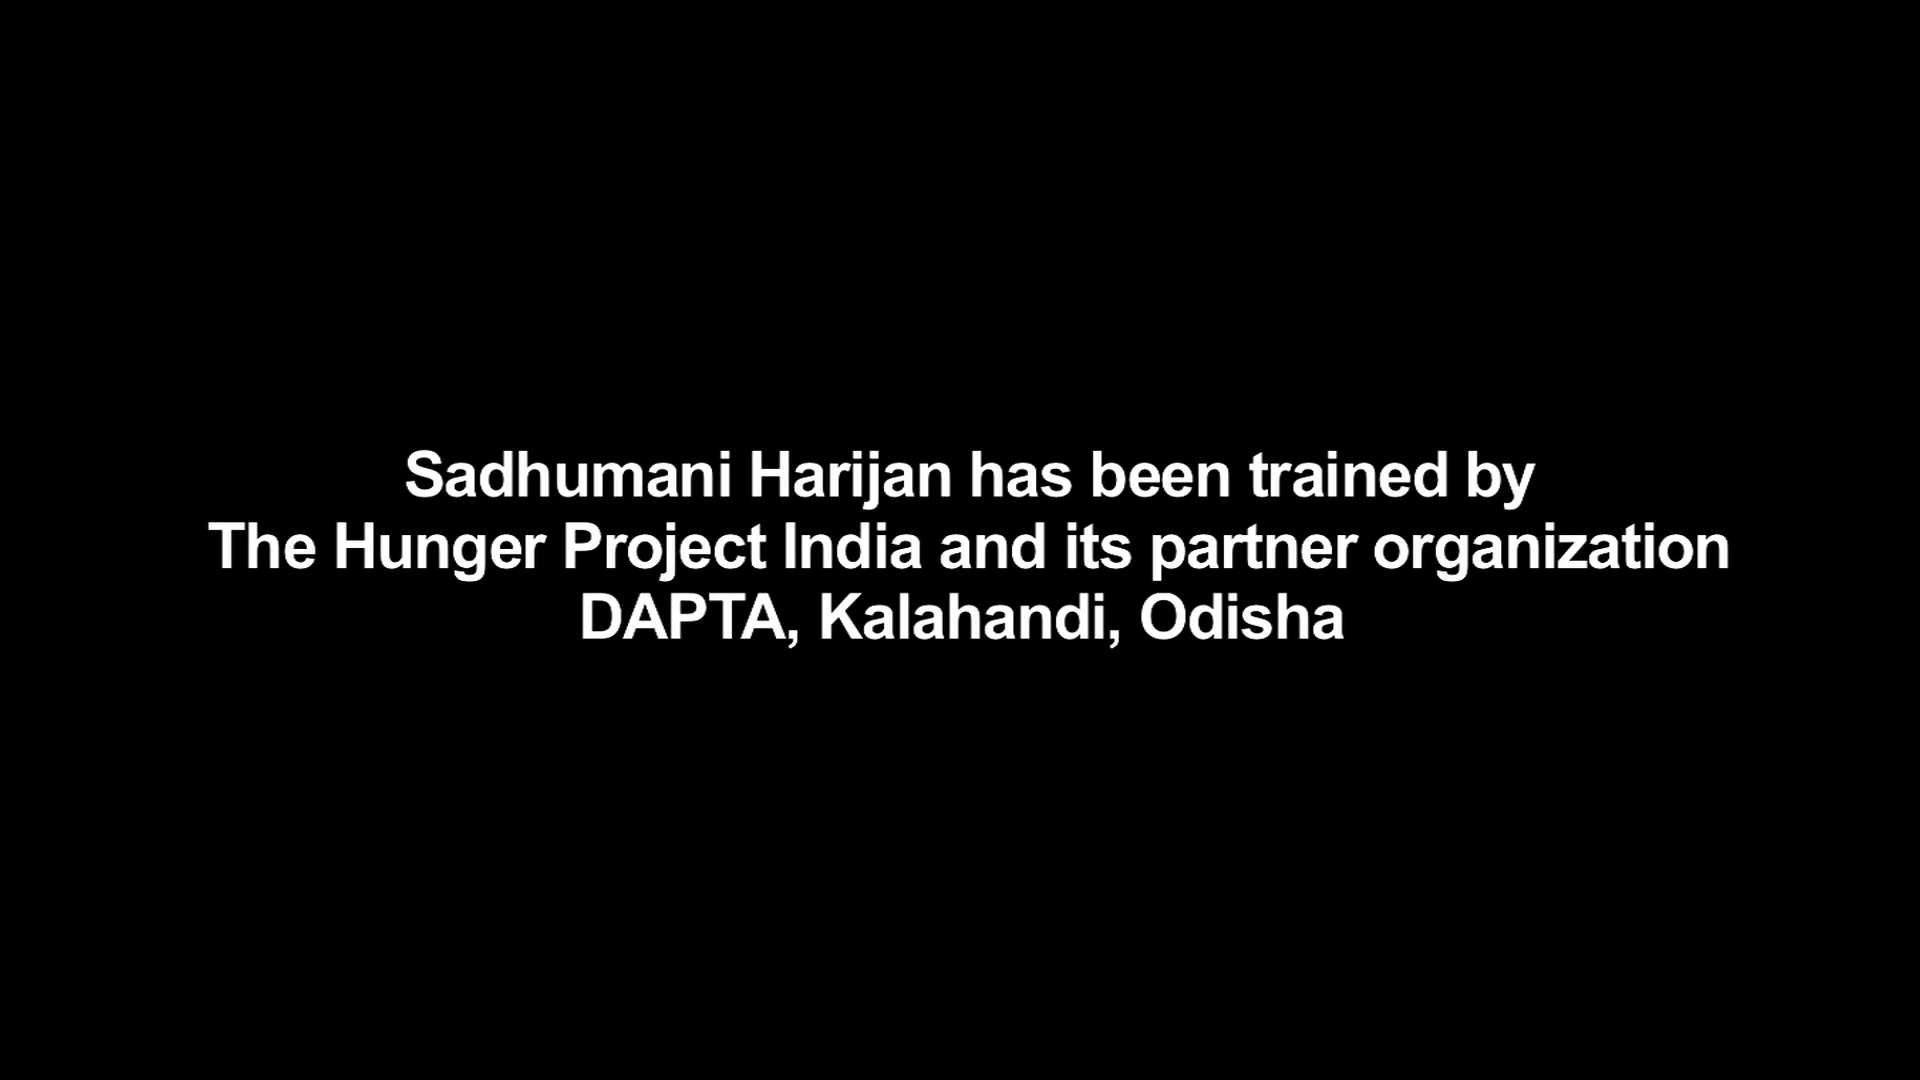 Sadhumani Harijan has been trained by
The Hunger Project India and its partner organization
DAPTA, Kalahandi, Odisha